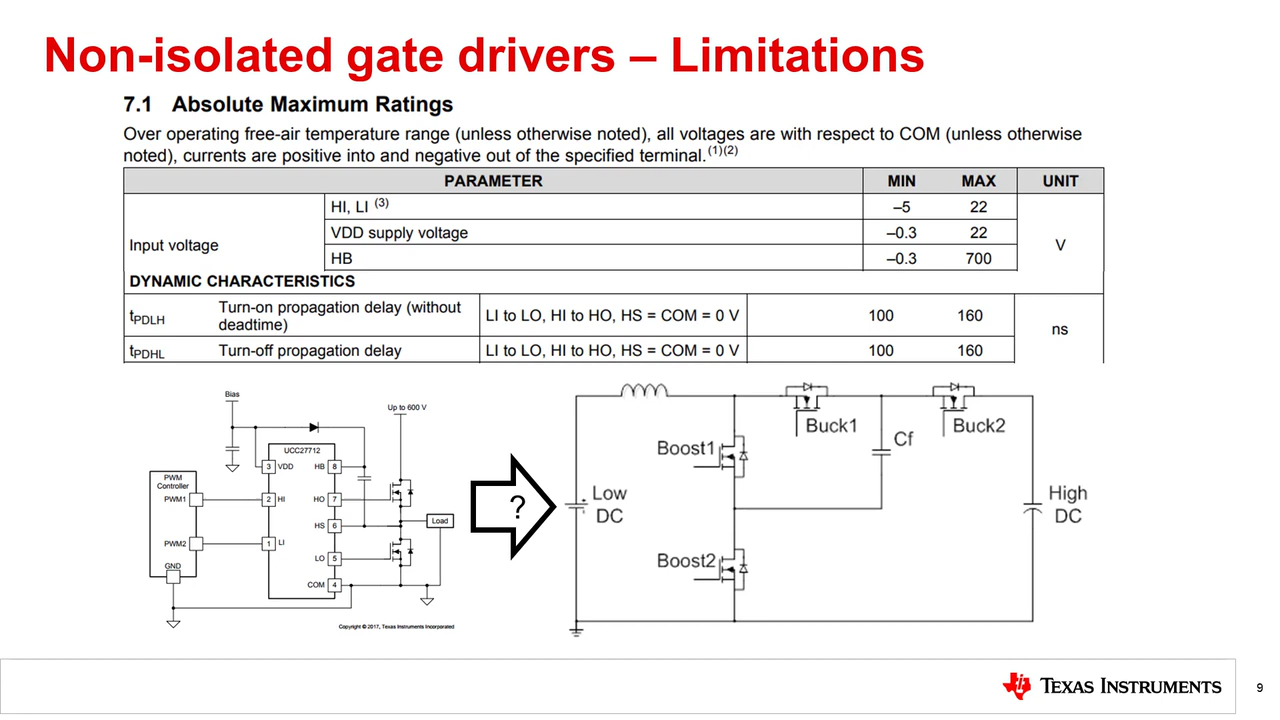 Non-isolated gate drivers – Limitations
7.1 Absolute Maximum Ratings
Over operating free-air temperature range (unless otherwise noted), all voltages are with respect to COM (unless otherwise
noted), currents are positive into and negative out of the specified terminal.(1)(2)
PARAMETER MIN MAX UNIT
Input voltage
HI, LI (3) –5 22
VDD supply voltage –0.3 22
HB –0.3 700
V
DYNAMIC CHARACTERISTICS
tPDLH Turn-on propagation delay (without
deadtime) LI to LO, HI to HO, HS = COM = 0 V 100 160
tPDHL Turn-off propagation delay LI to LO, HI to HO, HS = COM = 0 V 100 160
ns
Bias
Up to 600 V
UCC27712
PWM
Controller
PWM1
PWM2
GND
3 VDD
2 HI
1 LI
HB 8
HO 7
HS 6
LO 5
COM 4
Load
Copyright © 2017, Texas Instruments Incorporated
?
Low
DC
Boost1
Boost2
Buck1
Cf
Buck2
High
DC
TEXAS INSTRUMENTS
9